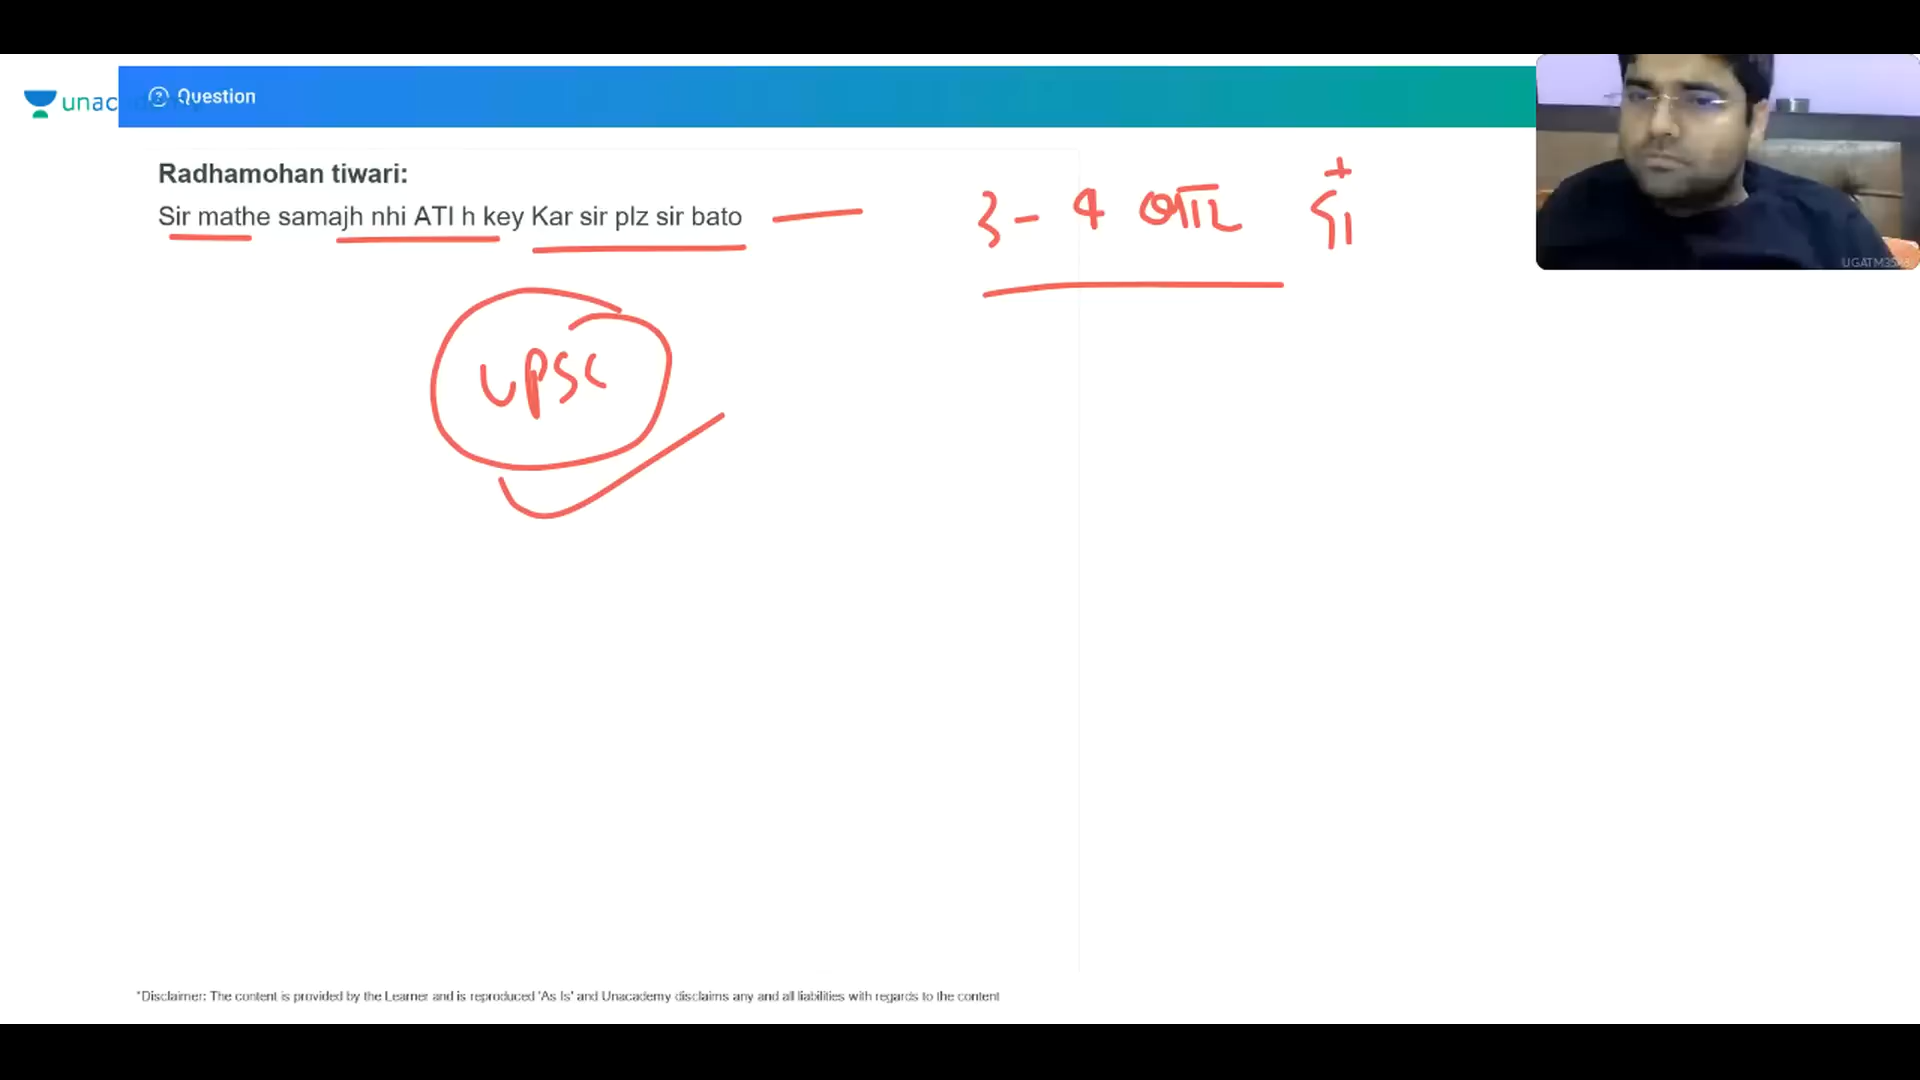 unacademy
Question
Radhamohan tiwari:
Sir mathe samajh nhi ATI h key Kar sir plz sir bato
3 - 4 बार
UPSC
UGATM35
*Disclaimer: The content is provided by the Learner and is reproduced 'As Is' and Unacademy disclaims any and all liabilities with regards to the content